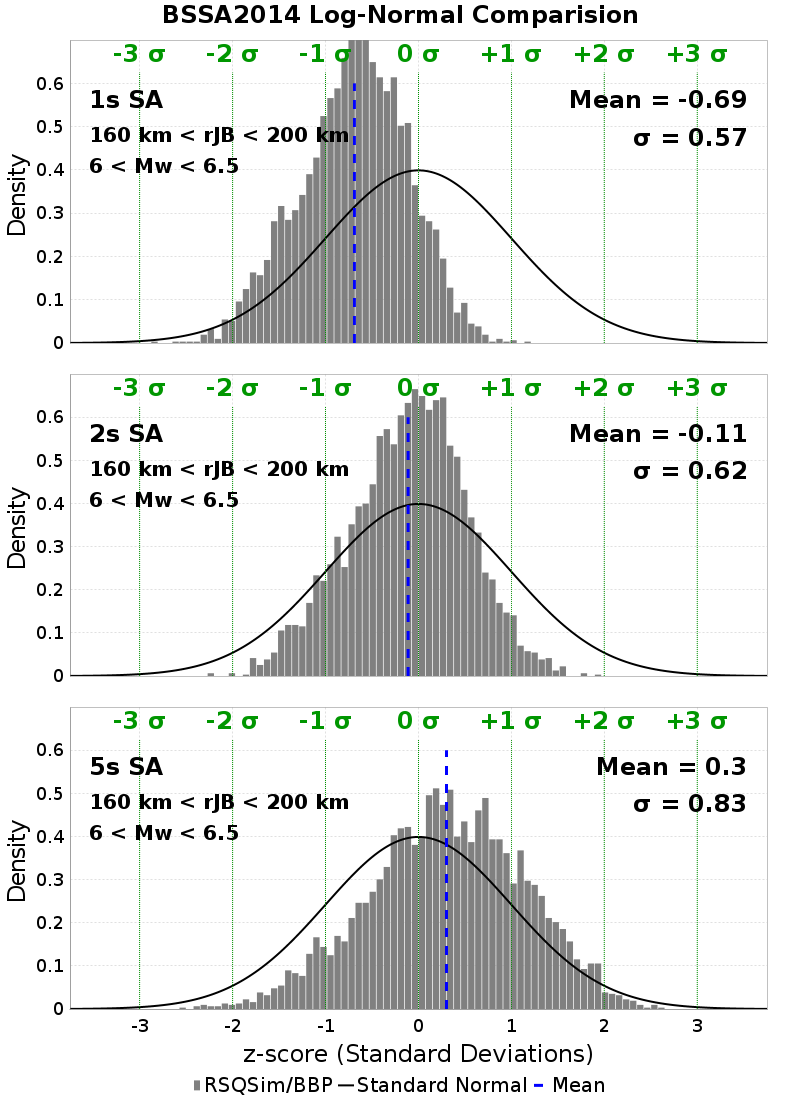 BSSA2014 Log-Normal Comparision
-3 σ -2 σ -1 σ 0 σ +1 σ +2 σ +3 σ
1s SA
160 km < rJB < 200 km
6 < Mw < 6.5
Mean = -0.69
σ = 0.57
Density
0.6
0.5
0.4
0.3
0.2
0.1
0
-3 σ -2 σ -1 σ 0 σ +1 σ +2 σ +3 σ
2s SA
160 km < rJB < 200 km
6 < Mw < 6.5
Mean = -0.11
σ = 0.62
Density
0.6
0.5
0.4
0.3
0.2
0.1
0
-3 σ -2 σ -1 σ 0 σ +1 σ +2 σ +3 σ
5s SA
160 km < rJB < 200 km
6 < Mw < 6.5
Mean = 0.3
σ = 0.83
Density
0.6
0.5
0.4
0.3
0.2
0.1
0
-3 -2 -1 0 1 2 3
z-score (Standard Deviations)
RSQSim/BBP Standard Normal Mean